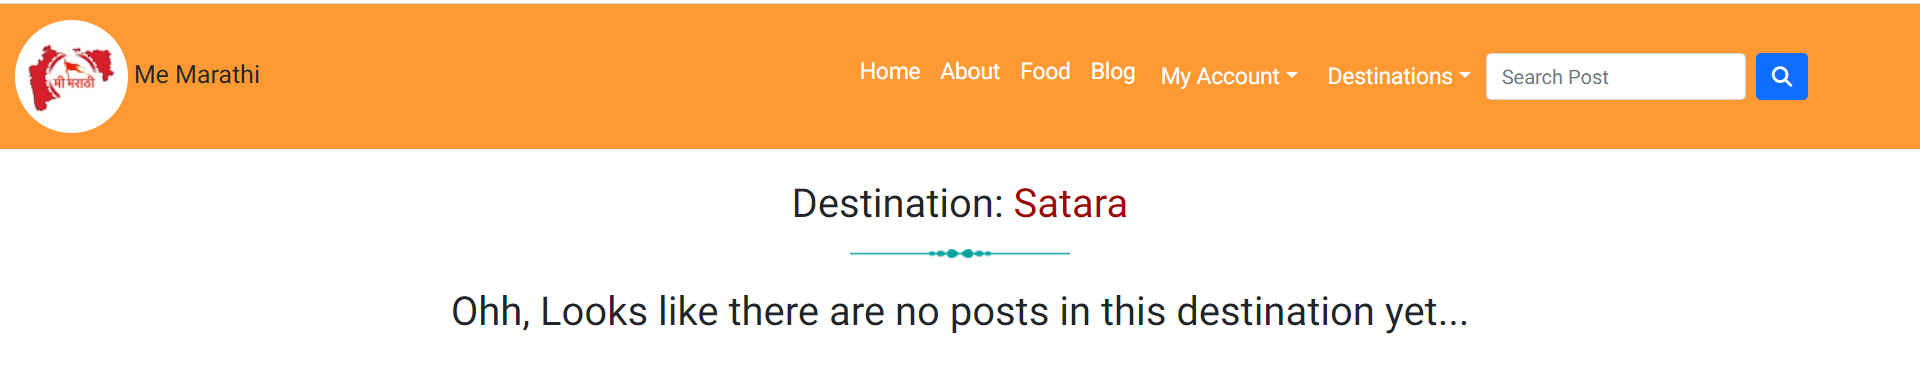 मी मराठी
Me Marathi
Home About Food Blog My Account Destinations Search Post
Destination: Satara
Ohh, Looks like there are no posts in this destination yet...